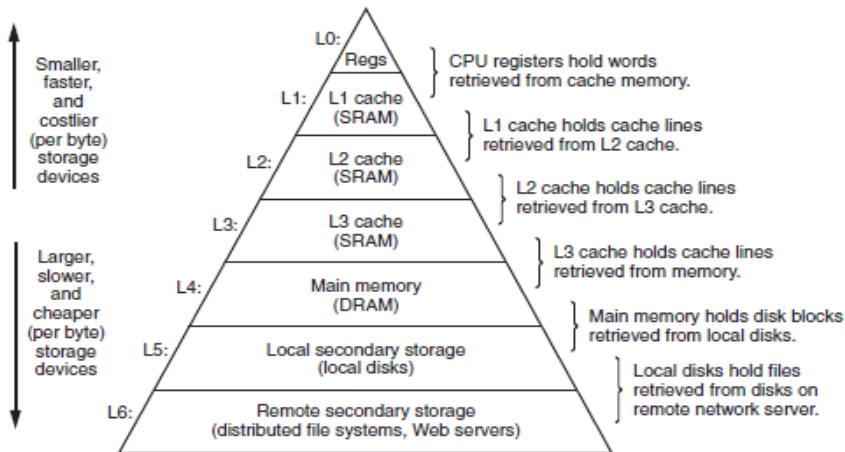 Smaller,
faster,
and
costlier
(per byte)
storage
devices
Larger,
slower,
and
cheaper
(per byte)
storage
devices
L0:
Regs
CPU registers hold words
retrieved from cache memory.
L1:
L1 cache
(SRAM)
L1 cache holds cache lines
retrieved from L2 cache.
L2:
L2 cache
(SRAM)
L2 cache holds cache lines
retrieved from L3 cache.
L3:
L3 cache
(SRAM)
L3 cache holds cache lines
retrieved from memory.
L4:
Main memory
(DRAM)
Main memory holds disk blocks
retrieved from local disks.
L5:
Local secondary storage
(local disks)
Local disks hold files
retrieved from disks on
remote network server.
L6:
Remote secondary storage
(distributed file systems, Web servers)